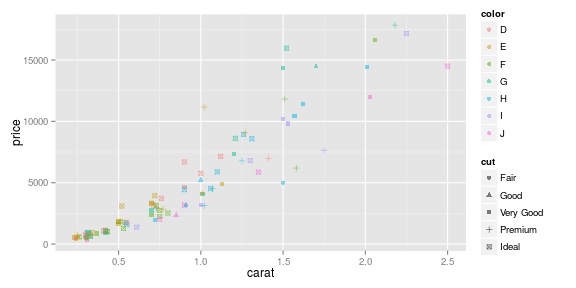 color
D
E
F
G
H
I
J
cut
Fair
Good
Very Good
Premium
Ideal
price
15000
10000
5000
0
0.5
1.0
1.5
2.0
2.5
carat